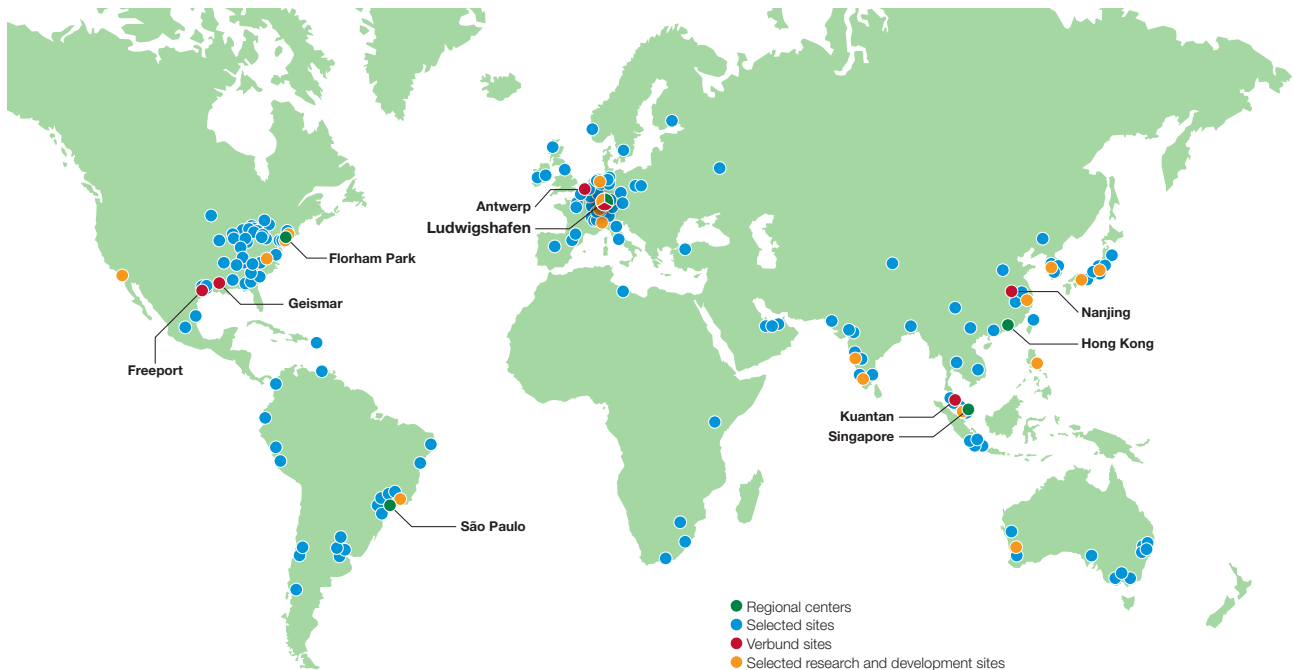 Antwerp
Ludwigshafen
Florham Park
Geismar
Freeport
Nanjing
Hong Kong
Kuantan
Singapore
São Paulo
Regional centers
Selected sites
Verbund sites
Selected research and development sites